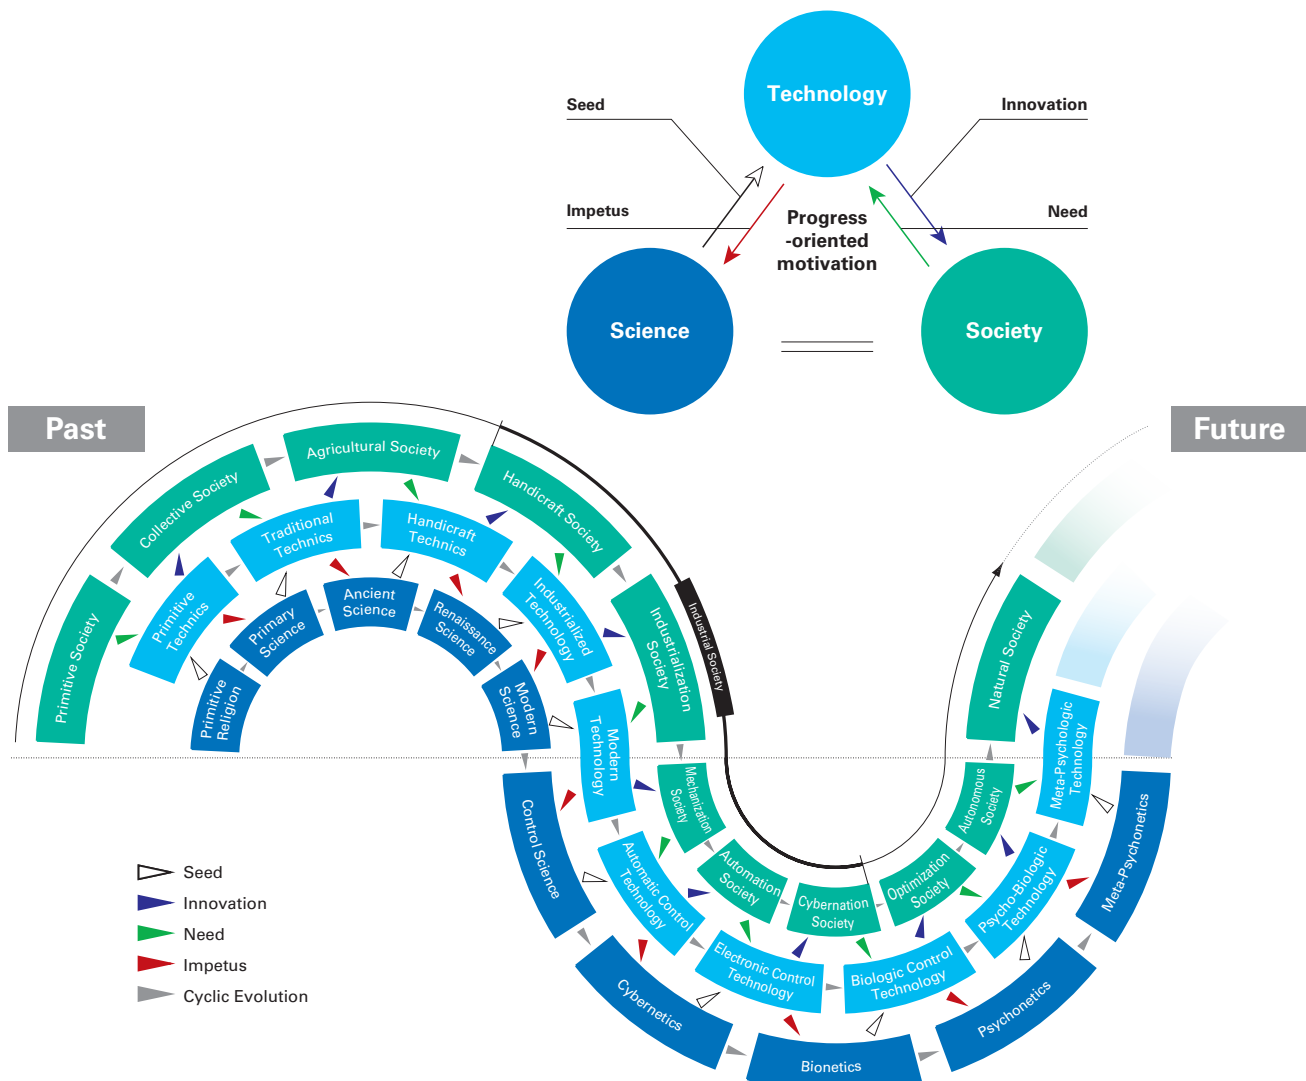 Technology
Seed
Innovation
Impetus
Need
Progress
-oriented
motivation
Science
Society
Past
Future
Primitive Society
Collective Society
Agricultural Society
Handicraft Society
Industrialization
Society
Industrial Society
Mechanization
Society
Automation
Society
Cybernation
Society
Optimization
Society
Autonomous
Society
Natural Society
Primitive
Technics
Traditional
Technics
Handicraft
Technics
Industrialized
Technology
Modern
Technology
Automatic Control
Technology
Electronic Control
Technology
Biologic Control
Technology
Psycho-Biologic
Technology
Meta-Psychologic
Technology
Primitive
Religion
Primary
Science
Ancient
Science
Renaissance
Science
Modern
Science
Control Science
Cybernetics
Bionetics
Psychonetics
Meta-Psychonetics
Seed
Innovation
Need
Impetus
Cyclic Evolution